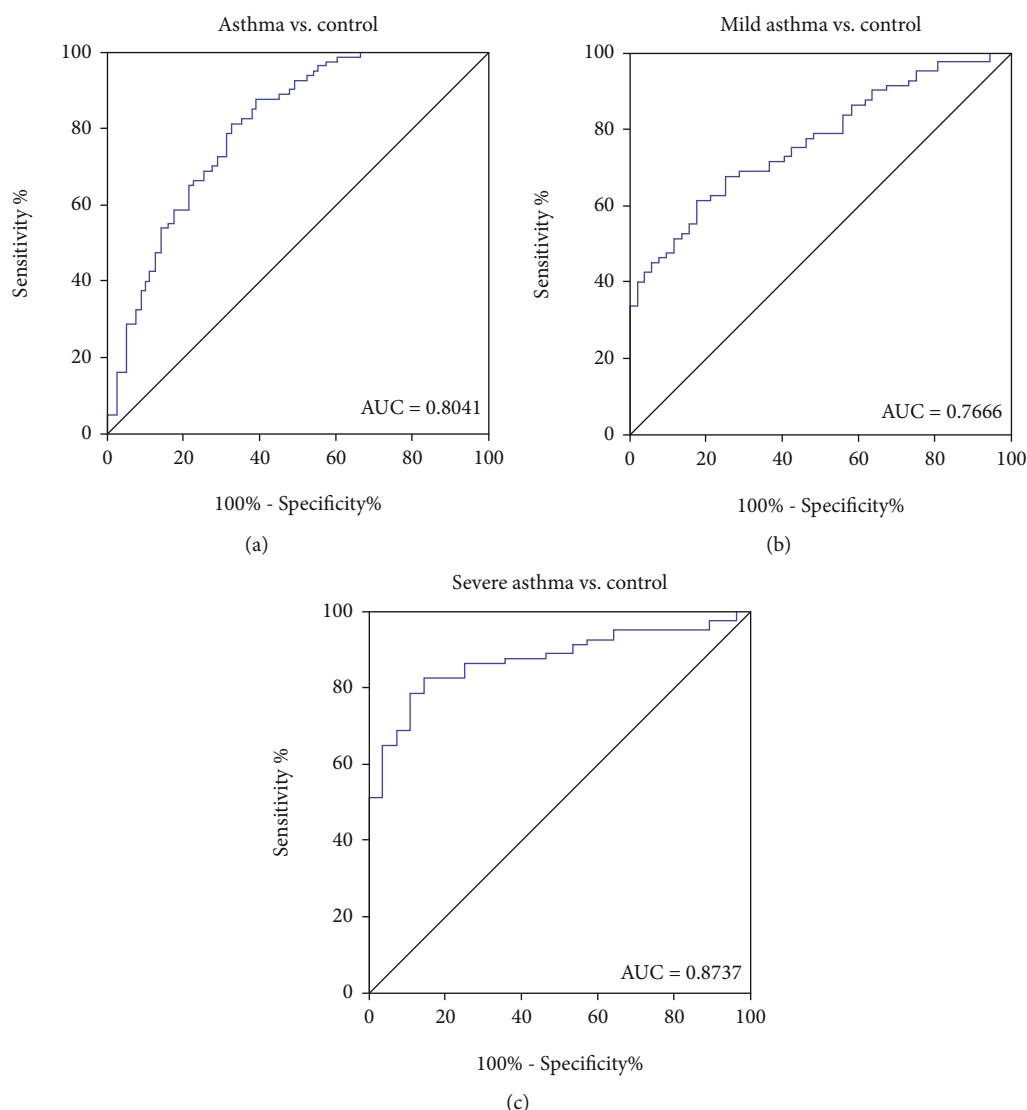 Asthma vs. control
100
80
60
40
20
0
Sensitivity %
0
20
40
60
80
100
AUC = 0.8041
100% - Specificity%
(a)
Mild asthma vs. control
100
80
60
40
20
0
Sensitivity %
0
20
40
60
80
100
AUC = 0.7666
100% - Specificity%
(b)
Severe asthma vs. control
100
80
60
40
20
0
Sensitivity %
0
20
40
60
80
100
AUC = 0.8737
100% - Specificity%
(c)